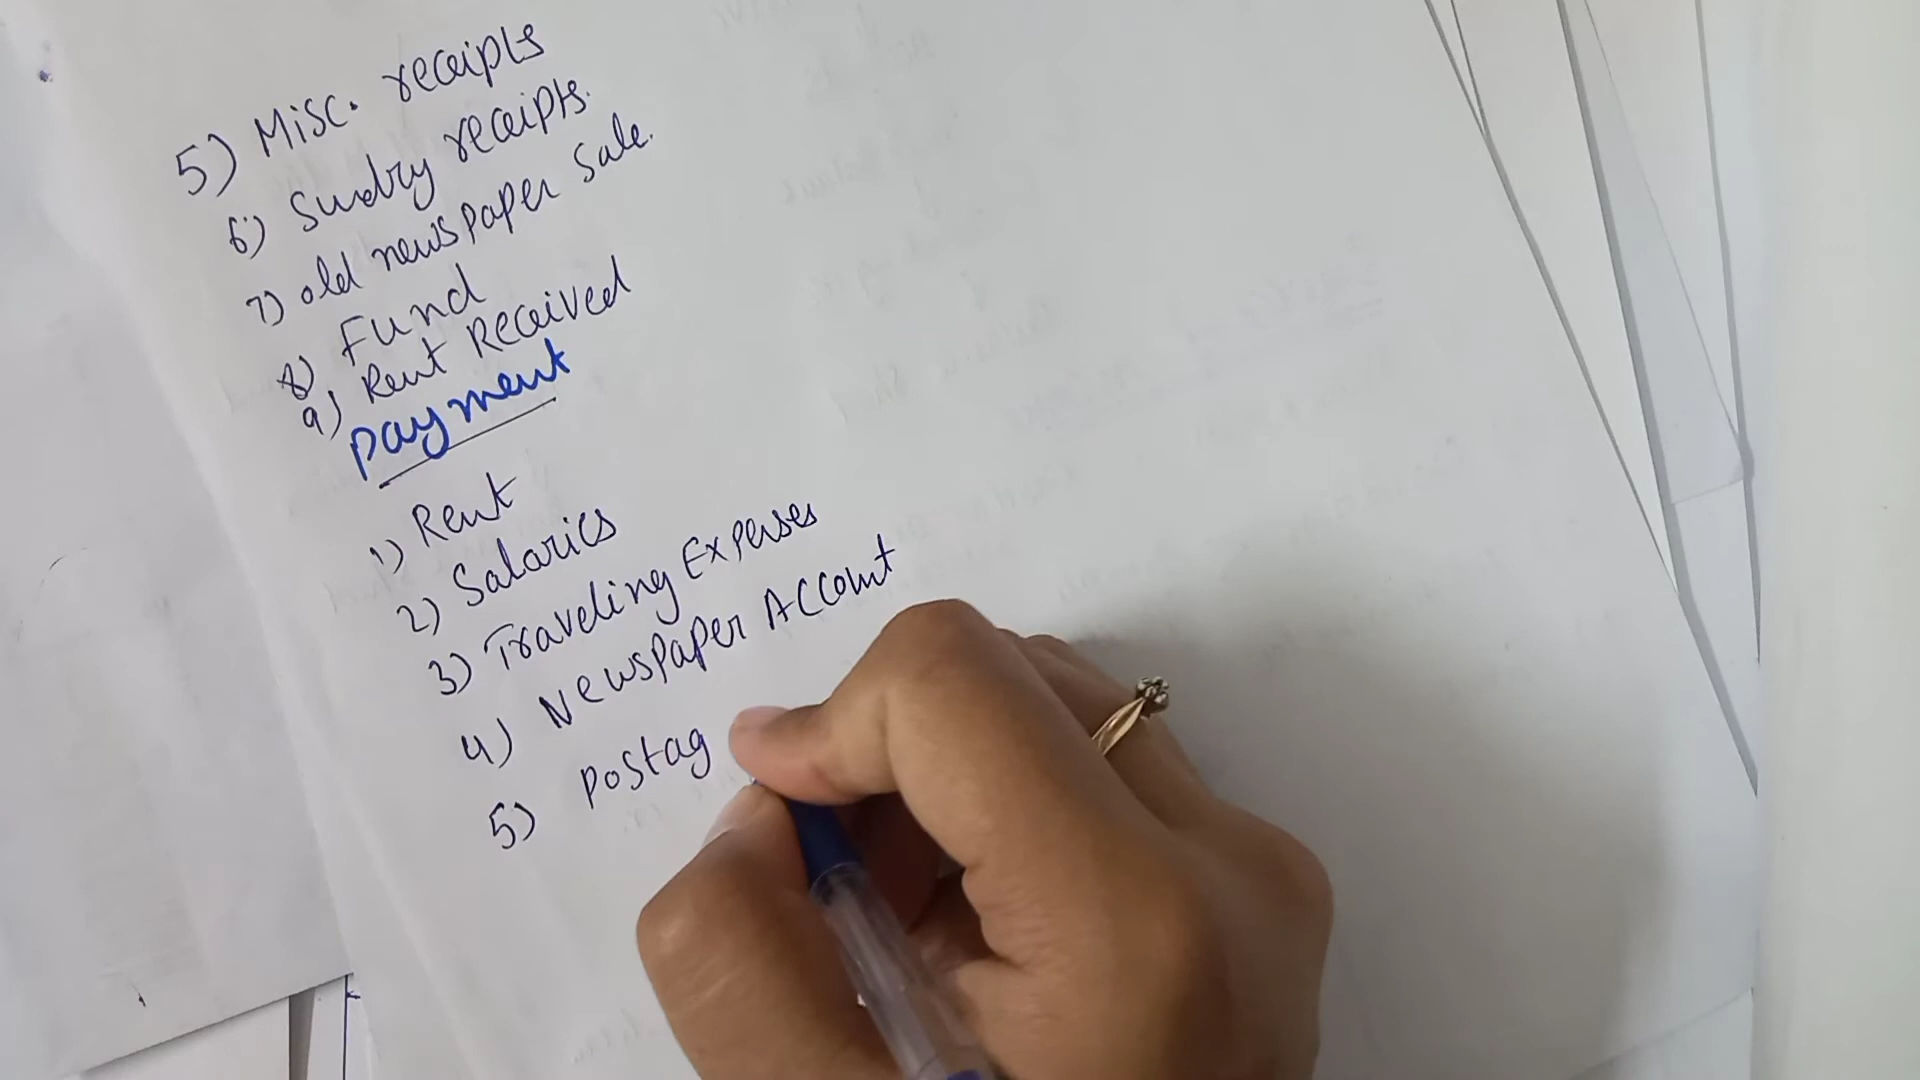 5) Misc. receipts
6) Sundry receipts.
7) old newspaper sale.
8) Fund
9) Rent Received
payment
1) Rent
2) Salaries
3) Traveling Expenses
4) Newspaper Account
5) Postag